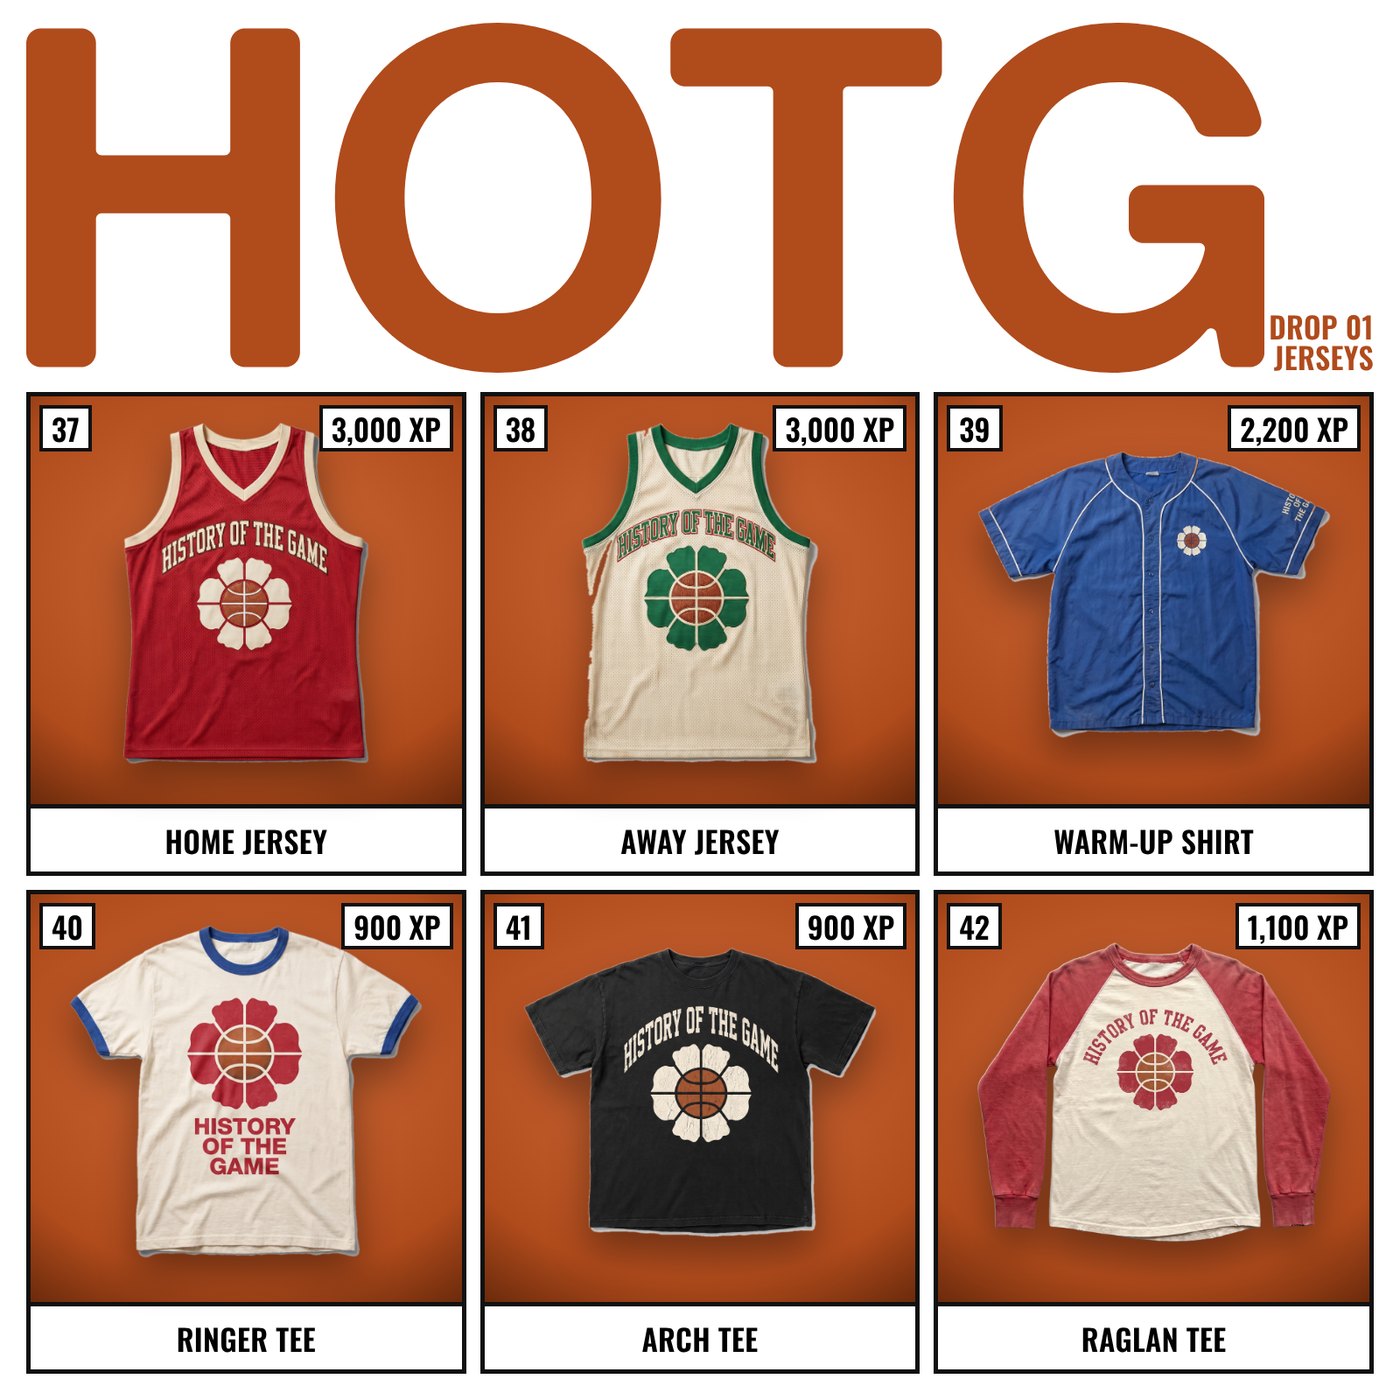 HOTG
DROP 01
JERSEYS
37
3,000 XP
HISTORY OF THE GAME
HOME JERSEY
38
3,000 XP
HISTORY OF THE GAME
AWAY JERSEY
39
2,200 XP
WARM-UP SHIRT
40
900 XP
HISTORY
OF THE
GAME
RINGER TEE
41
900 XP
HISTORY OF THE GAME
ARCH TEE
42
1,100 XP
HISTORY OF THE GAME
RAGLAN TEE